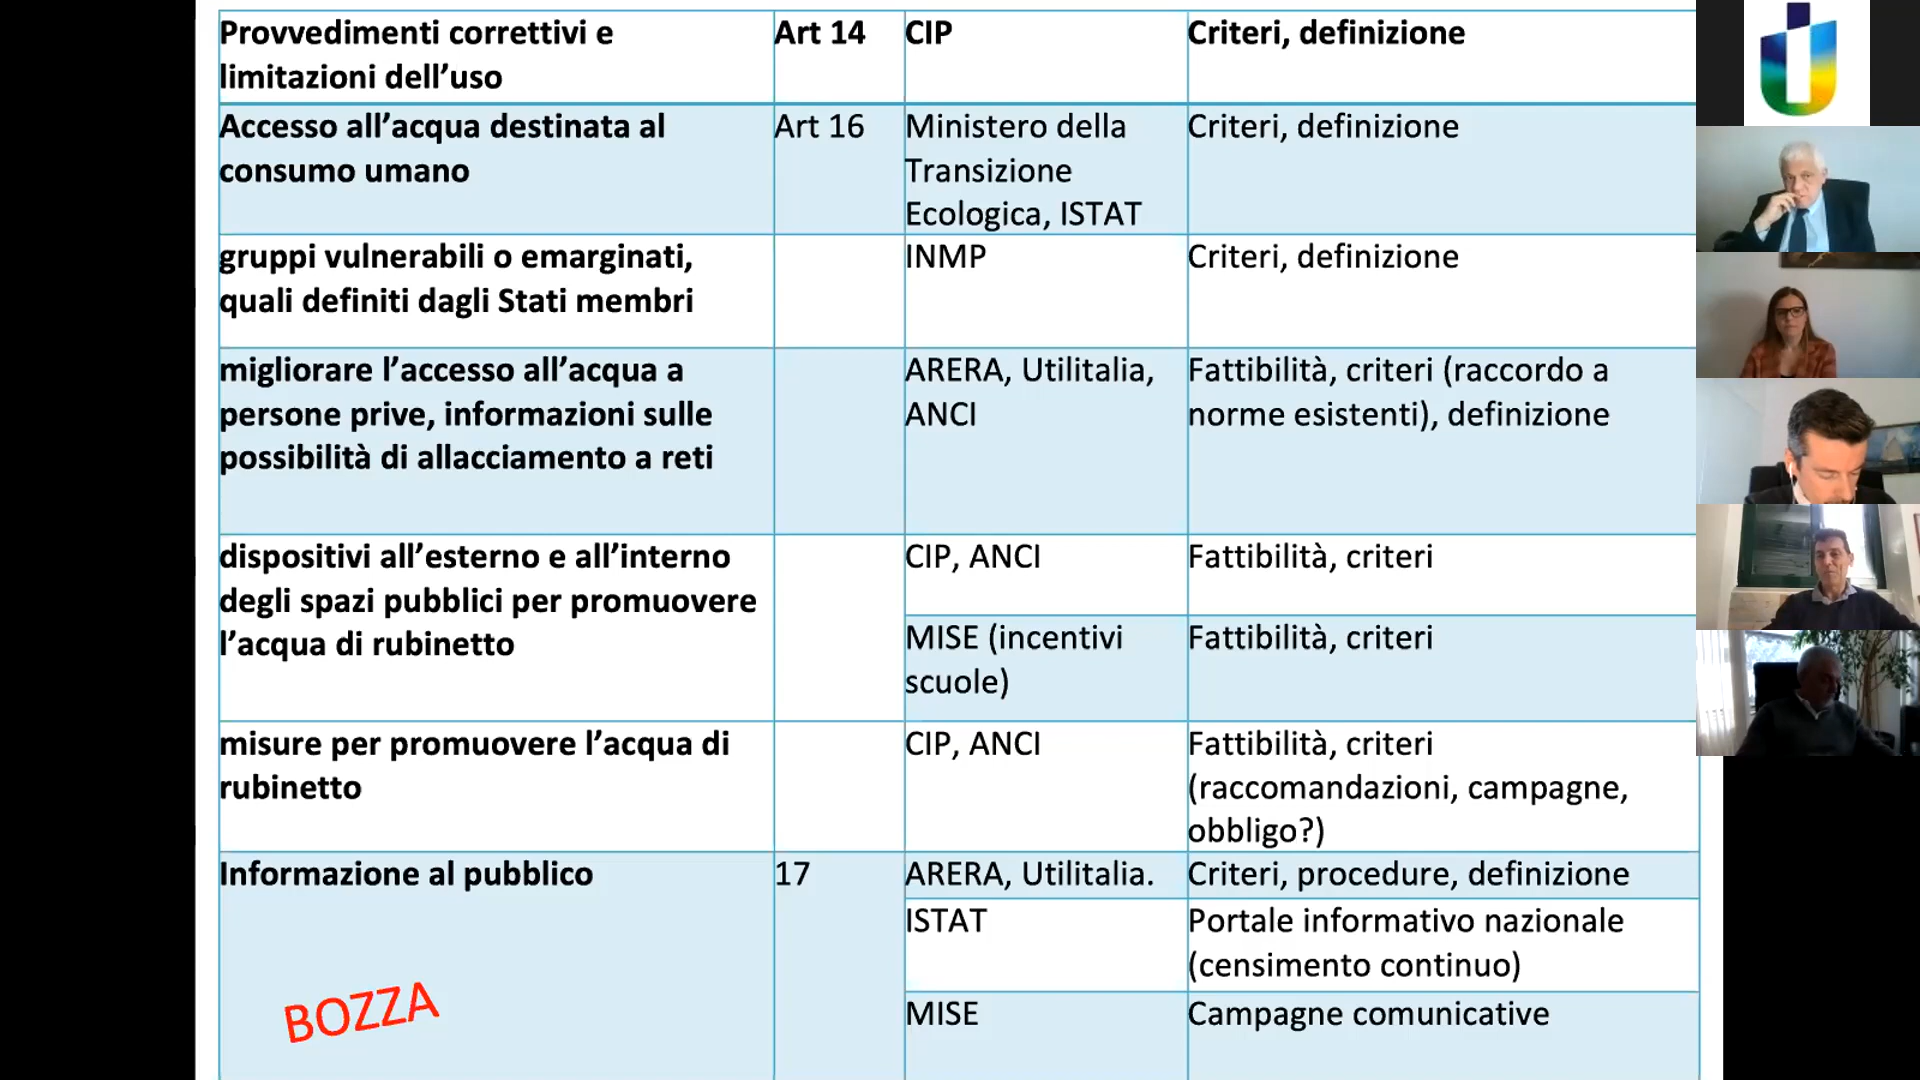 Provvedimenti correttivi e
limitazioni dell’uso
Art 14
CIP
Criteri, definizione
Accesso all’acqua destinata al
consumo umano
Art 16
Ministero della
Transizione
Ecologica, ISTAT
Criteri, definizione
gruppi vulnerabili o emarginati,
quali definiti dagli Stati membri
INMP
Criteri, definizione
migliorare l’accesso all’acqua a
persone prive, informazioni sulle
possibilità di allacciamento a reti
ARERA, Utilitalia,
ANCI
Fattibilità, criteri (raccordo a
norme esistenti), definizione
dispositivi all’esterno e all’interno
degli spazi pubblici per promuovere
l’acqua di rubinetto
CIP, ANCI
Fattibilità, criteri
MISE (incentivi
scuole)
Fattibilità, criteri
misure per promuovere l’acqua di
rubinetto
CIP, ANCI
Fattibilità, criteri
(raccomandazioni, campagne,
obbligo?)
Informazione al pubblico
17
ARERA, Utilitalia.
Criteri, procedure, definizione
ISTAT
Portale informativo nazionale
(censimento continuo)
MISE
Campagne comunicative
BOZZA